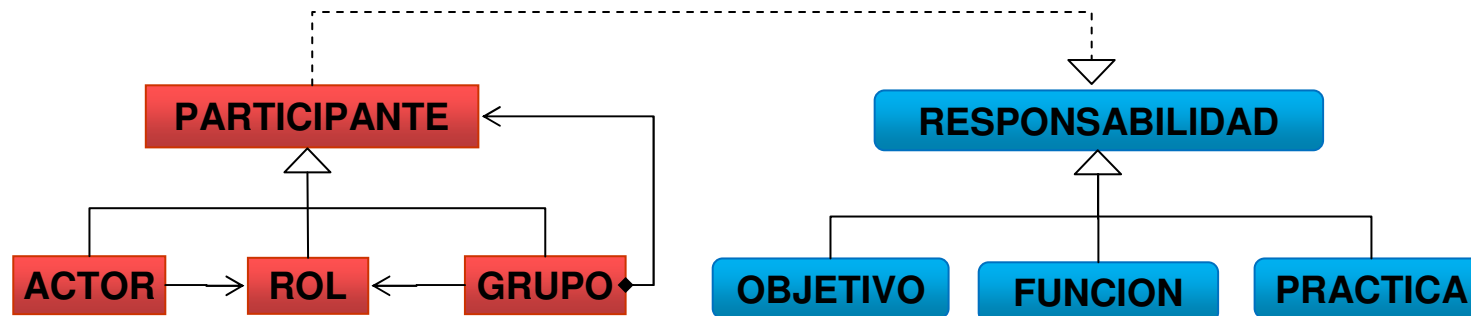 PARTICIPANTE
RESPONSABILIDAD
ACTOR
ROL
GRUPO
OBJETIVO
FUNCION
PRACTICA